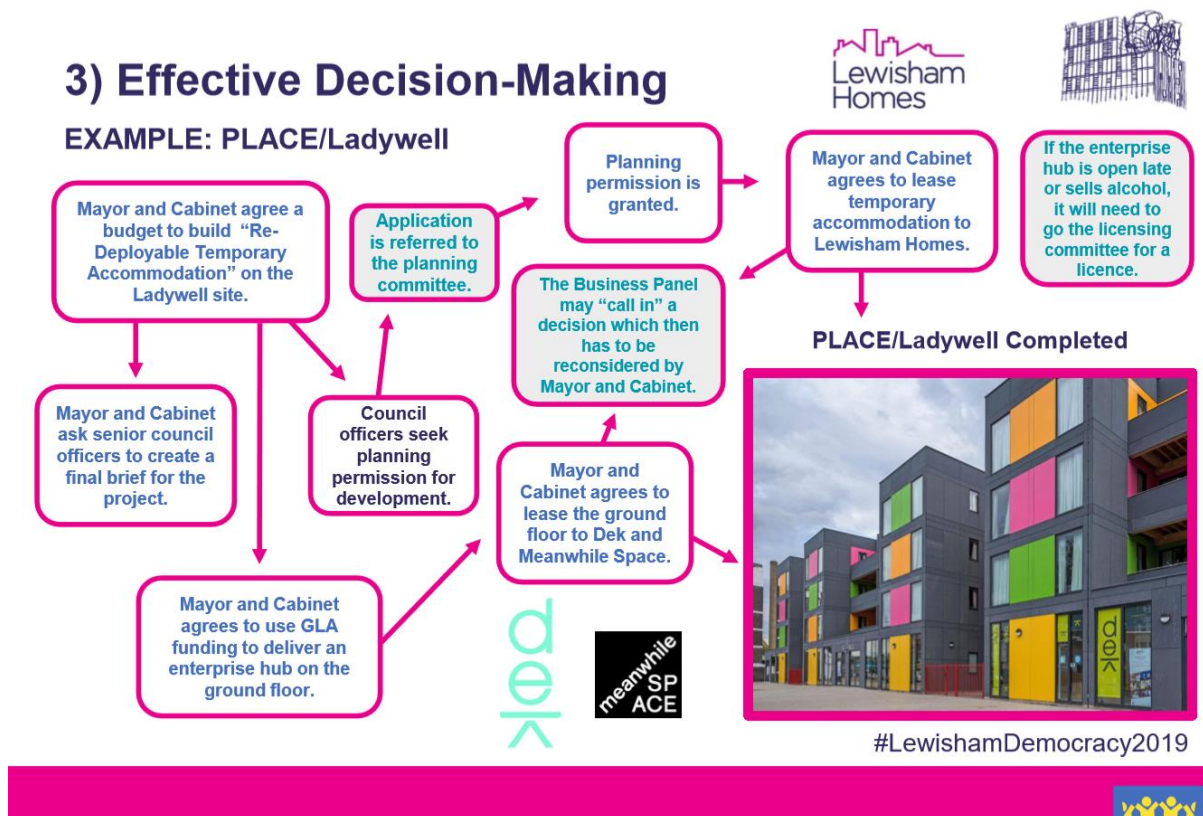 3) Effective Decision-Making
EXAMPLE: PLACE/Ladywell
Lewisham
Homes
Mayor and Cabinet agree a
budget to build “Re-
Deployable Temporary
Accommodation” on the
Ladywell site.
Application
is referred to
the planning
committee.
Planning
permission is
granted.
Mayor and Cabinet
agrees to lease
temporary
accommodation to
Lewisham Homes.
If the enterprise
hub is open late
or sells alcohol,
it will need to
go the licensing
committee for a
licence.
The Business Panel
may “call in” a
decision which then
has to be
reconsidered by
Mayor and Cabinet.
PLACE/Ladywell Completed
Mayor and Cabinet
ask senior council
officers to create a
final brief for the
project.
Council
officers seek
planning
permission for
development.
Mayor and
Cabinet agrees to
lease the ground
floor to Dek and
Meanwhile Space.
Mayor and Cabinet
agrees to use GLA
funding to deliver an
enterprise hub on the
ground floor.
dek
meanwhile
SP
ACE
dek
#LewishamDemocracy2019